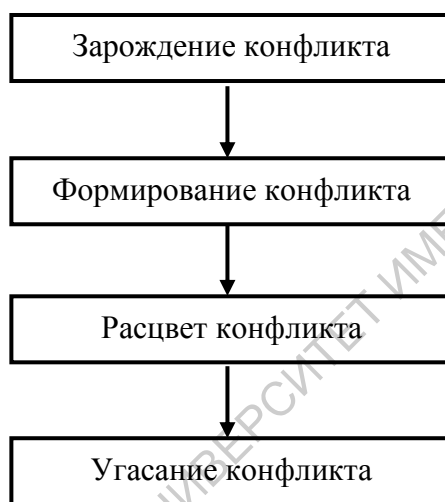 Зарождение конфликта
Формирование конфликта
Расцвет конфликта
Угасание конфликта